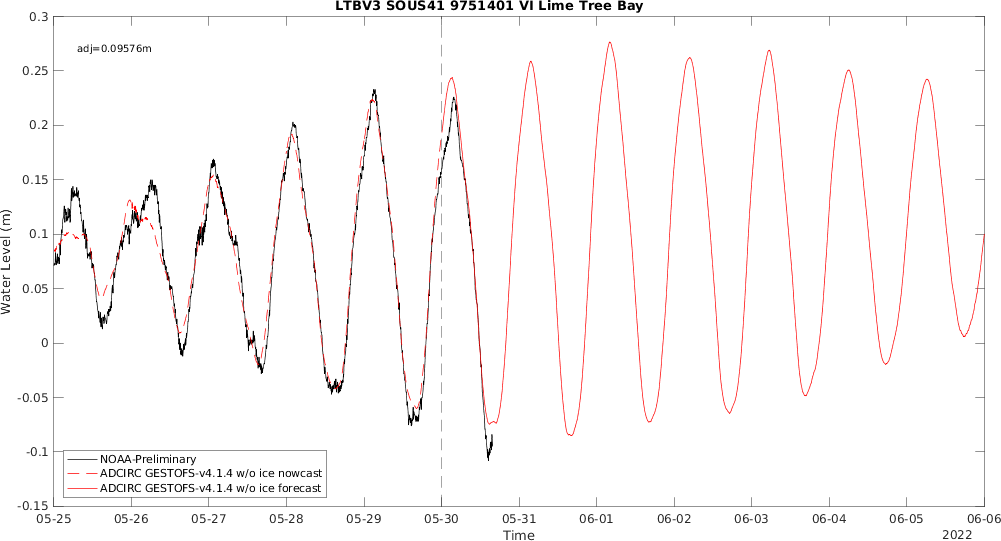 LTBV3 SOUS41 9751401 VI Lime Tree Bay
adj=0.09576m
0.3
0.25
0.2
0.15
0.1
0.05
0
-0.05
-0.1
-0.15
Water Level (m)
NOAA-Preliminary
ADCIRC GESTOFS-v4.1.4 w/o ice nowcast
ADCIRC GESTOFS-v4.1.4 w/o ice forecast
05-25 05-26 05-27 05-28 05-29 05-30 05-31 06-01 06-02 06-03 06-04 06-05 06-06
Time
2022